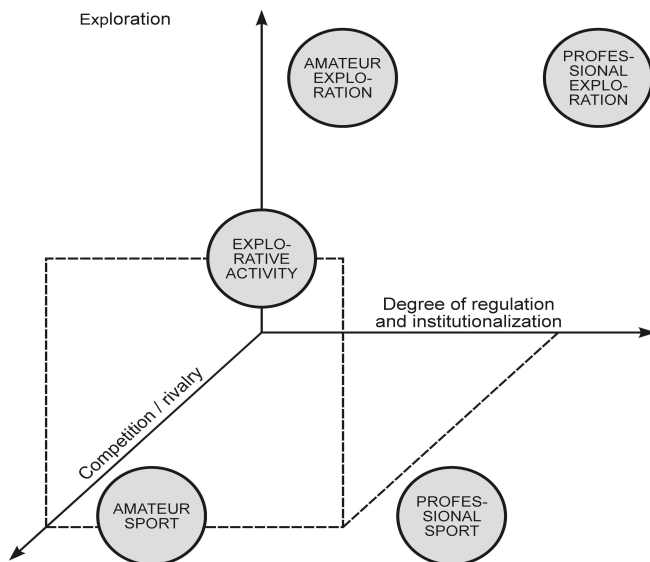 Exploration
AMATEUR
EXPLO-
RATION
PROFES-
SIONAL
EXPLO-
RATION
EXPLO-
RATIVE
ACTIVITY
Degree of regulation
and institutionalization
Competition / rivalry
AMATEUR
SPORT
PROFES-
SIONAL
SPORT